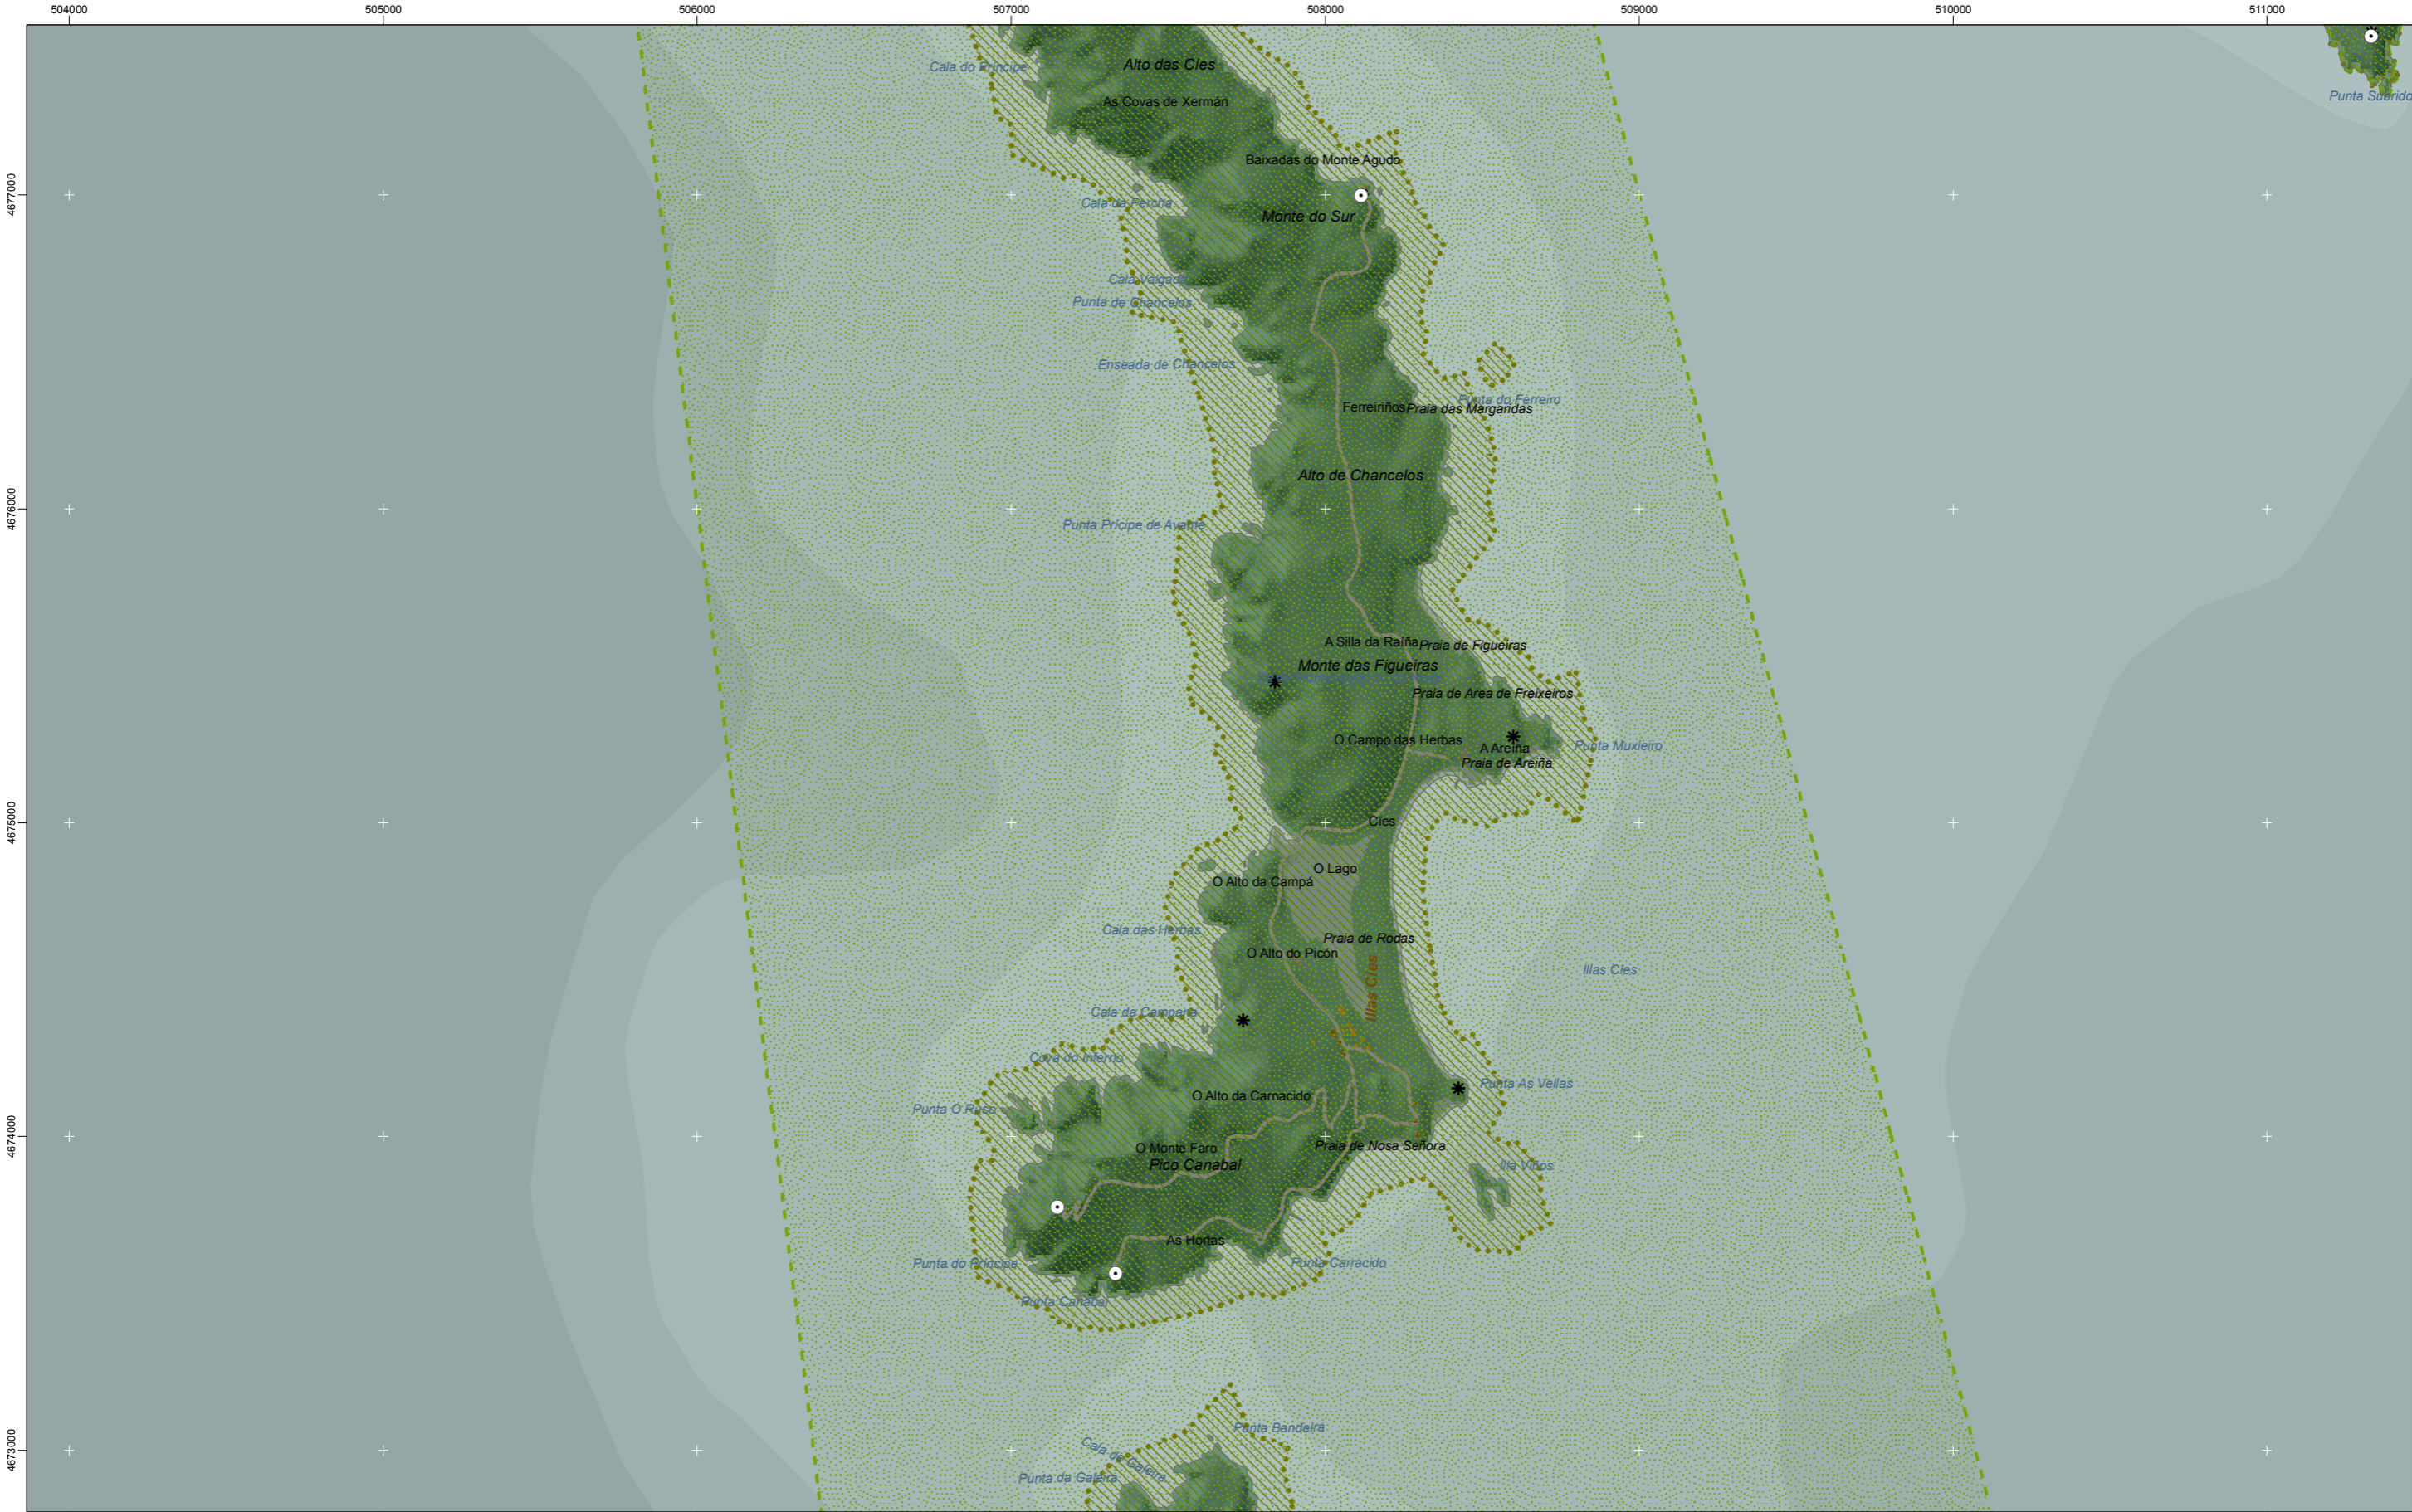 504000 505000 506000 507000 508000 509000 510000 511000
Alto das Cíes
Cala do Príncipe
As Covas de Xermán
Punta Subrido
Baixadas do Monte Agudo
4677000
Cala da Percha
Monte do Sur
Cala Valgada
Punta de Chancelos
Enseada de Chancelos
Punta do Ferreiro
Ferreiriños
Praia das Margaridas
Alto de Chancelos
4676000
Punta Prícipe de Avante
A Silla da Raíña
Praia de Figueiras
Monte das Figueiras
Praia de Area de Freixeiros
O Campo das Herbas
Punta Muxieiro
A Areíña
Praia de Areíña
4675000
Cíes
O Lago
O Alto da Campá
Cala das Herbas
Praia de Rodas
O Alto do Picón
Illas Cíes
Illas Cíes
Cala da Campana
Cova do Inferno
Punta As Vellas
O Alto da Carnacido
Punta O Ruso
4674000
O Monte Faro
Praia de Nosa Señora
Pico Canabal
Illa Viños
As Hortas
Punta do Príncipe
Punta Carracido
Punta Canabal
Punta Bandeira
4673000
Cala da Galeira
Punta da Galeira